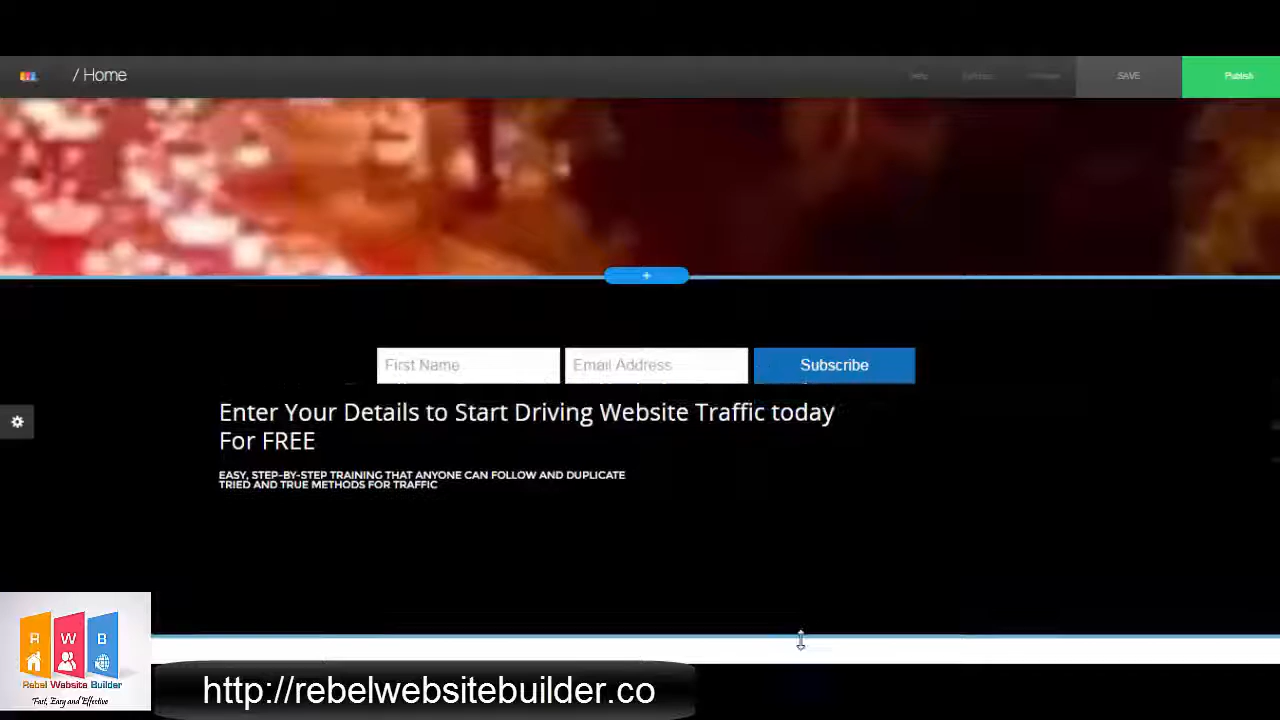 / Home
SAVE
Publish
+
First Name
Email Address
Subscribe
Enter Your Details to Start Driving Website Traffic today
For FREE
EASY, STEP-BY-STEP TRAINING THAT ANYONE CAN FOLLOW AND DUPLICATE
TRIED AND TRUE METHODS FOR TRAFFIC
R W B
Rebel Website Builder
Fast, Easy and Effective
http://rebelwebsitebuilder.co